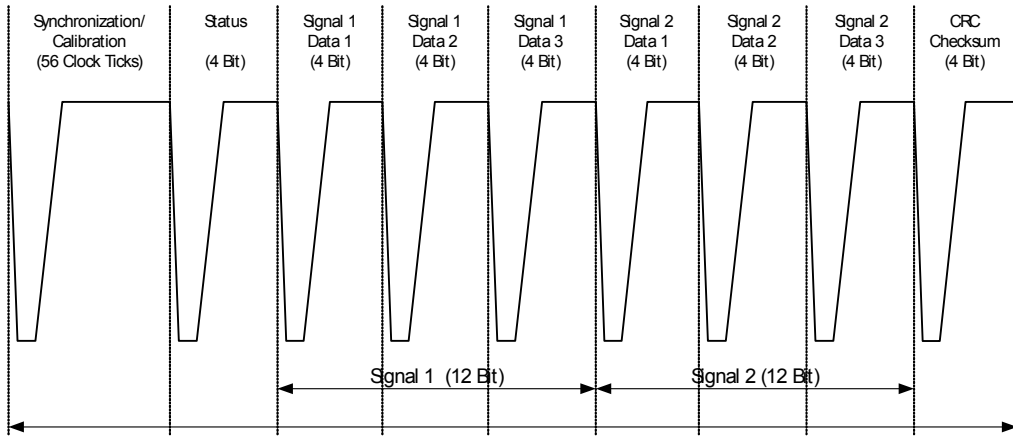 Synchronization/
Calibration
(56 Clock Ticks)
Status
(4 Bit)
Signal 1
Data 1
(4 Bit)
Signal 1
Data 2
(4 Bit)
Signal 1
Data 3
(4 Bit)
Signal 2
Data 1
(4 Bit)
Signal 2
Data 2
(4 Bit)
Signal 2
Data 3
(4 Bit)
CRC
Checksum
(4 Bit)
Signal 1 (12 Bit)
Signal 2 (12 Bit)